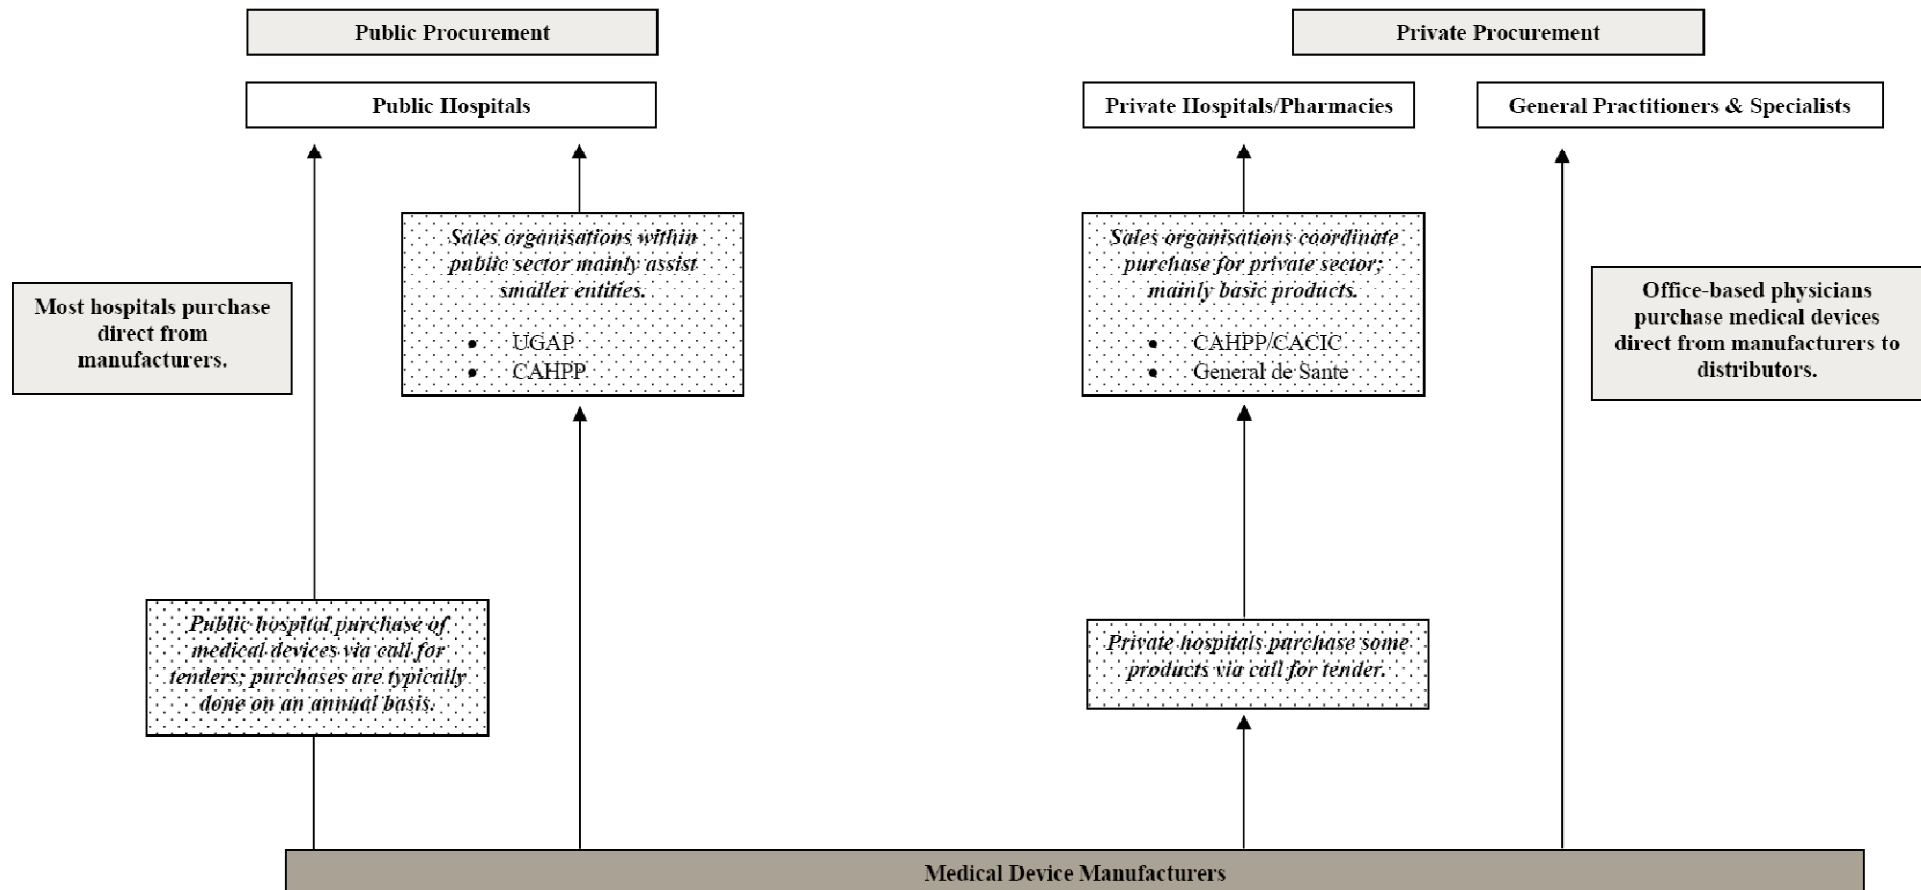 Public Procurement
Private Procurement
Public Hospitals
Private Hospitals/Pharmacies
General Practitioners & Specialists
Most hospitals purchase
direct from
manufacturers.
Sales organisations within
public sector mainly assist
smaller entities.
• UGAP
• CAHPP
Sales organisations coordinate
purchase for private sector;
mainly basic products.
• CAHPP/CACIC
• General de Sante
Office-based physicians
purchase medical devices
direct from manufacturers to
distributors.
Public hospital purchase of
medical devices via call for
tenders; purchases are typically
done on an annual basis.
Private hospitals purchase some
products via call for tender.
Medical Device Manufacturers